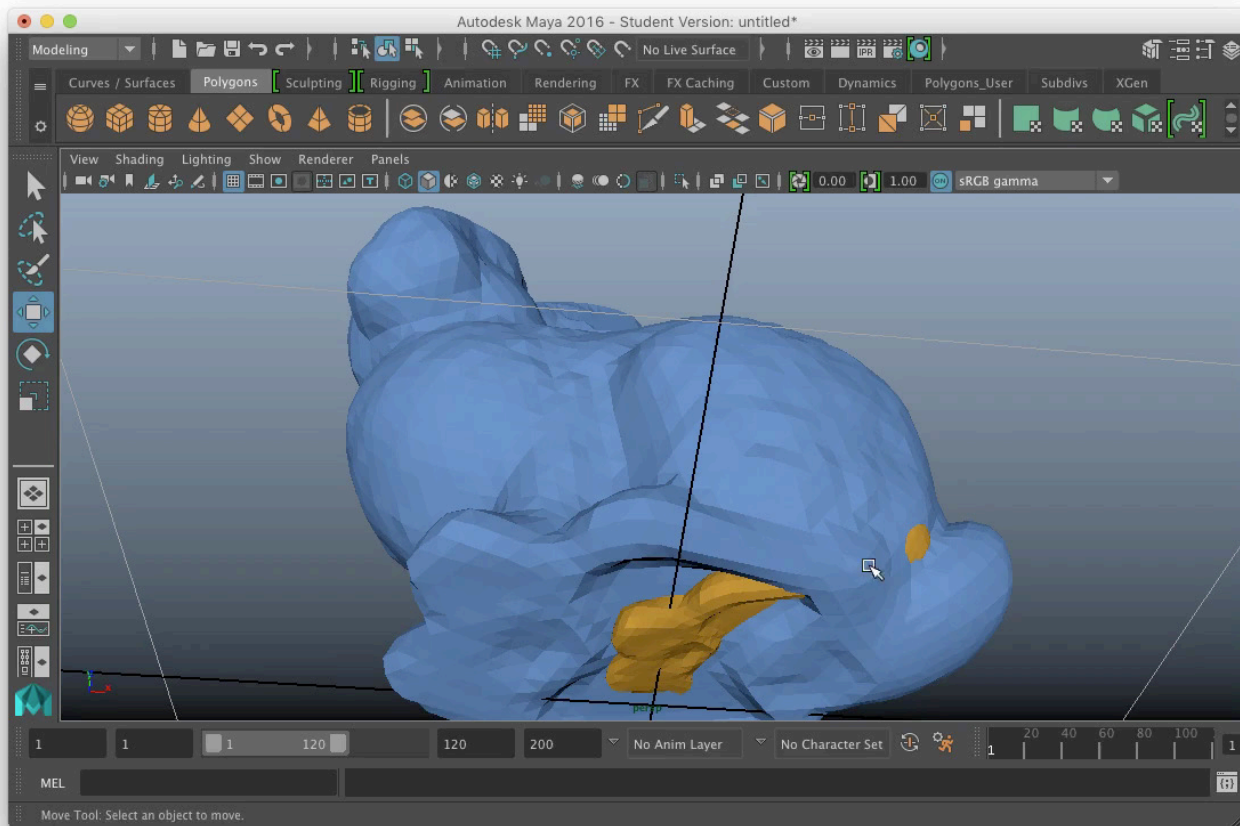 Autodesk Maya 2016 - Student Version: untitled*
Modeling No Live Surface IPR
Curves / Surfaces Polygons Sculpting Rigging Animation Rendering FX FX Caching Custom Dynamics Polygons_User Subdivs XGen
View Shading Lighting Show Renderer Panels
0.00 1.00 ON sRGB gamma
y
x
persp
1 1 1 120 120 200 No Anim Layer No Character Set 1 20 40 60 80 100 1
MEL
Move Tool: Select an object to move.